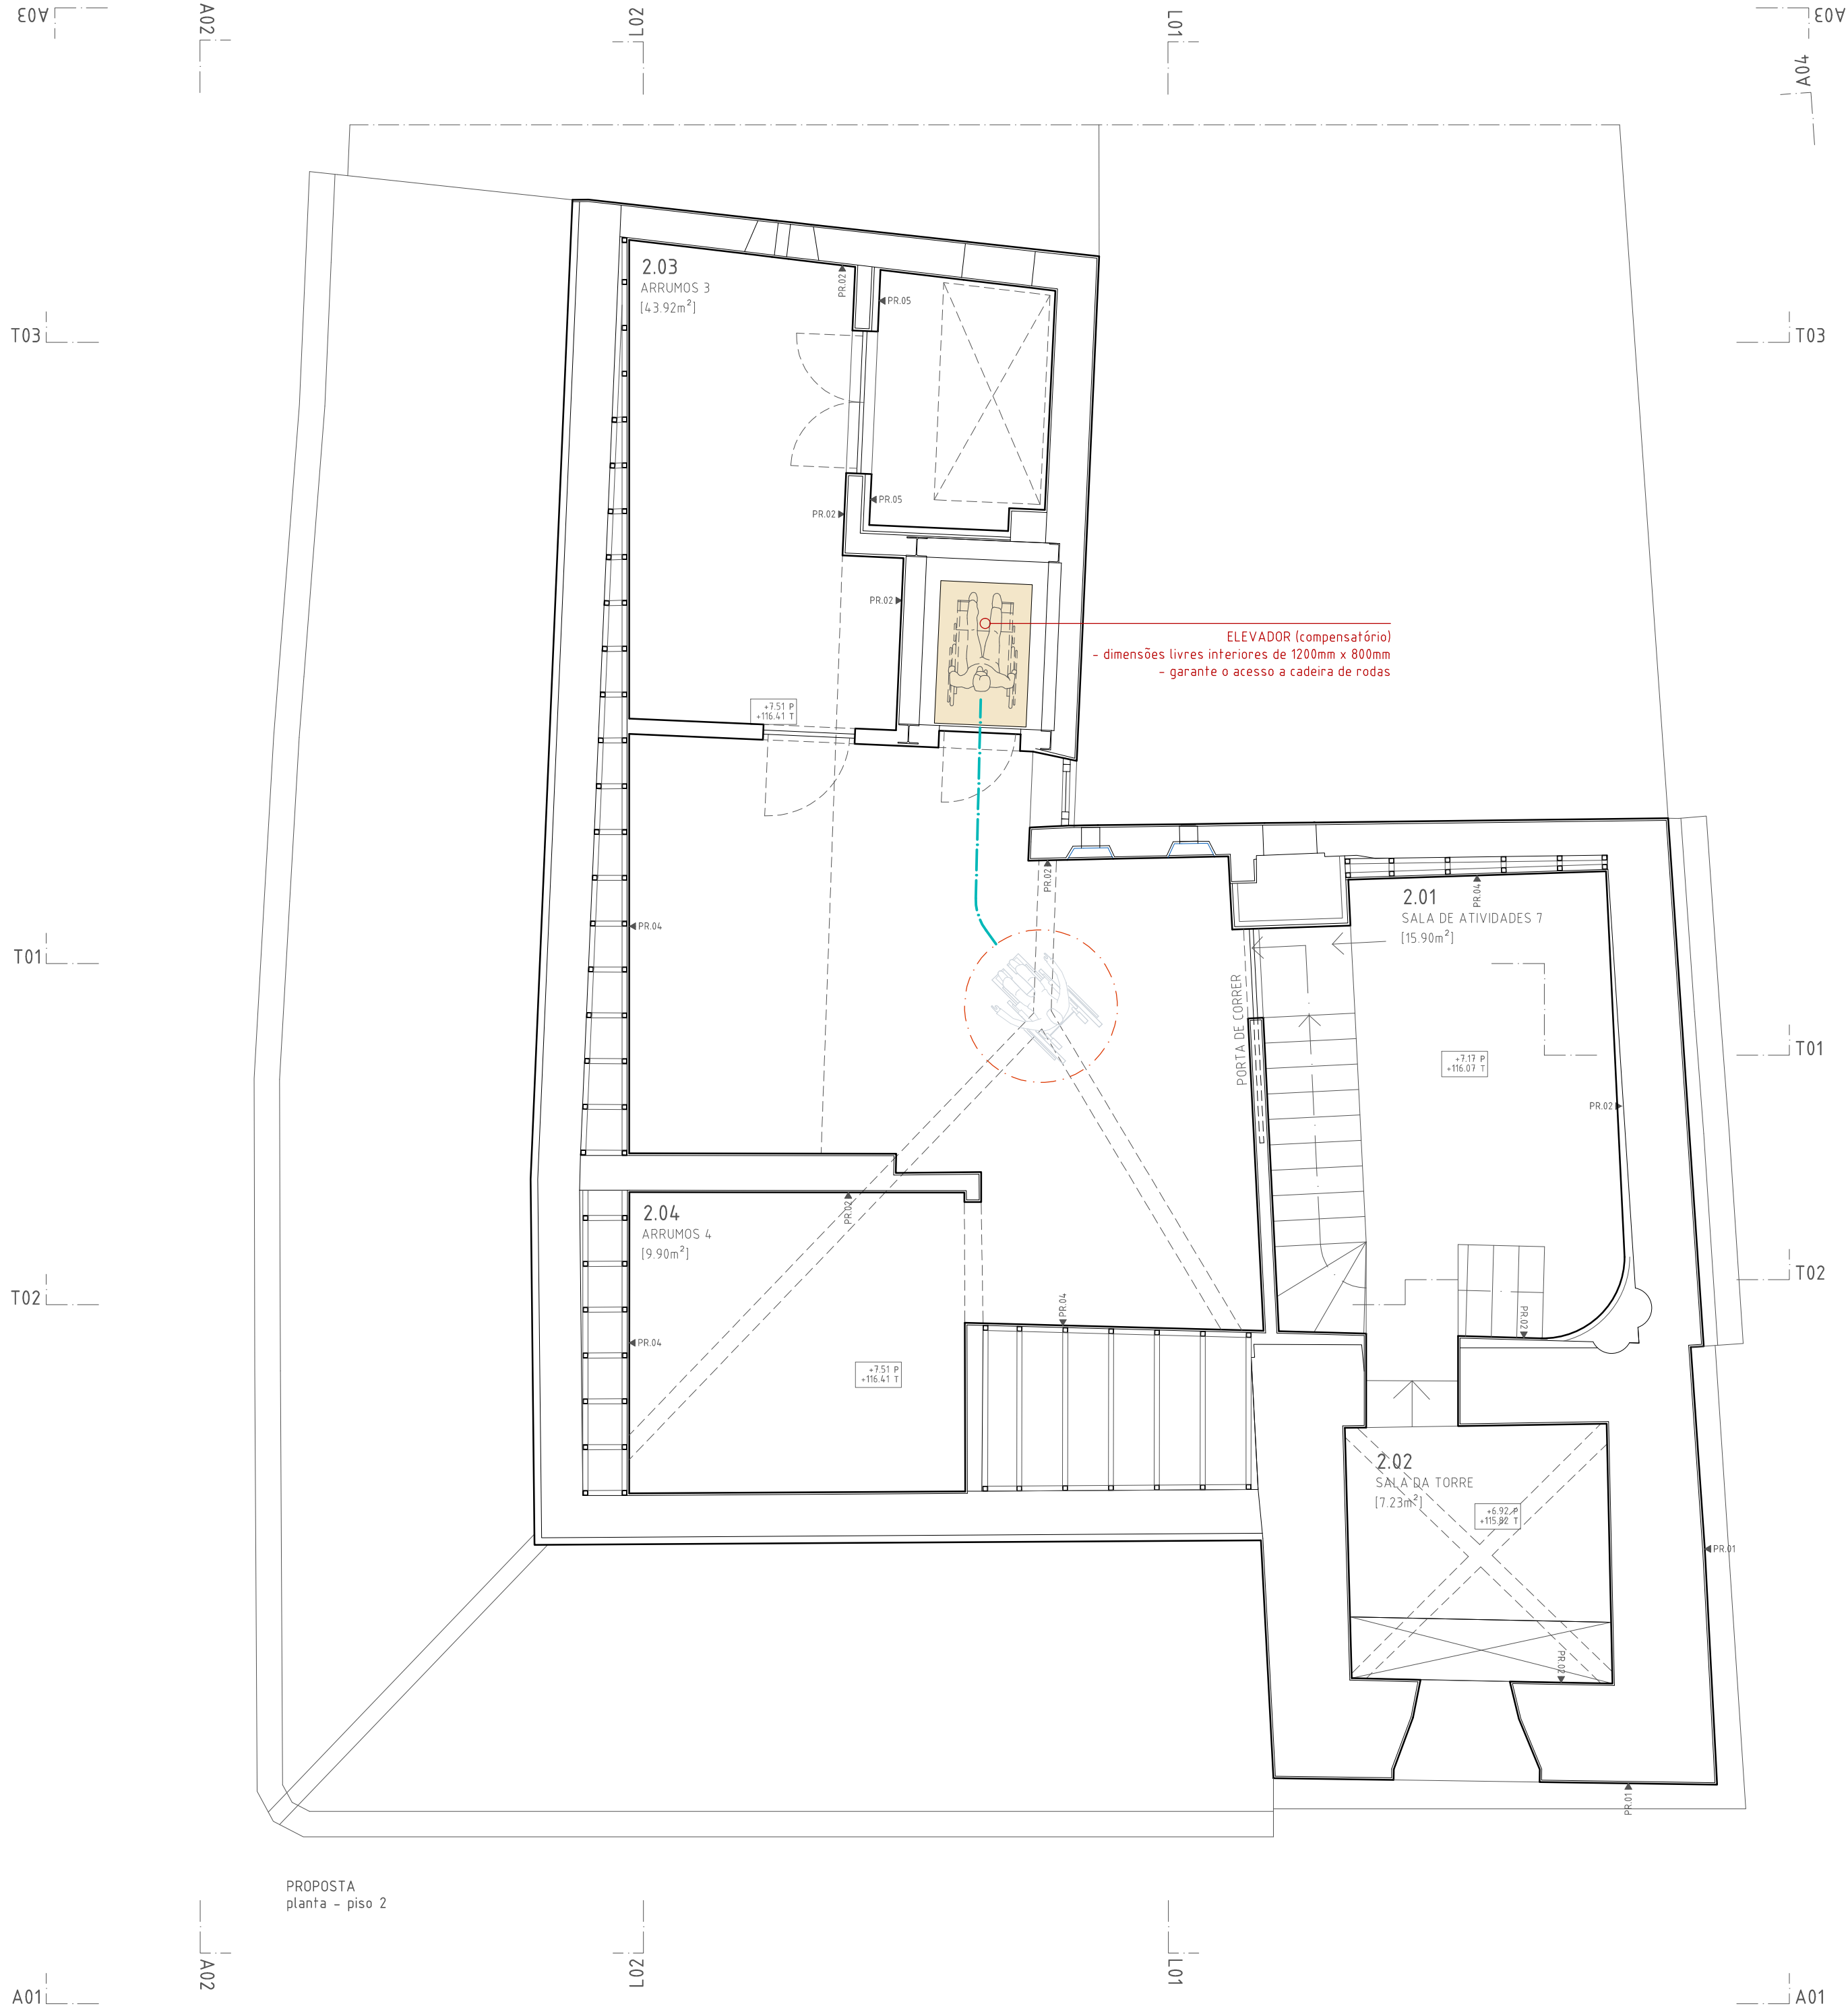 A03
A02
L02
L01
A03
A04
2.03
ARRUMOS 3
[43.92m²]
PR.02
PR.05
T03
T03
PR.05
PR.02
PR.02
ELEVADOR (compensatório)
- dimensões livres interiores de 1200mm x 800mm
- garante o acesso a cadeira de rodas
+7.51 P
+116.41 T
PR.02
PR.04
2.01
SALA DE ATIVIDADES 7
[15.90m²]
PR.04
T01
PORTA DE CORRER
T01
+7.17 P
+116.07 T
PR.02
2.04
ARRUMOS 4
[9.90m²]
PR.02
T02
T02
PR.04
PR.02
PR.04
+7.51 P
+116.41 T
2.02
SALA DA TORRE
[7.23m²]
+6.92 P
+115.82 T
PR.01
PR.02
PR.01
PROPOSTA
planta - piso 2
A02
L02
L01
A01
A01